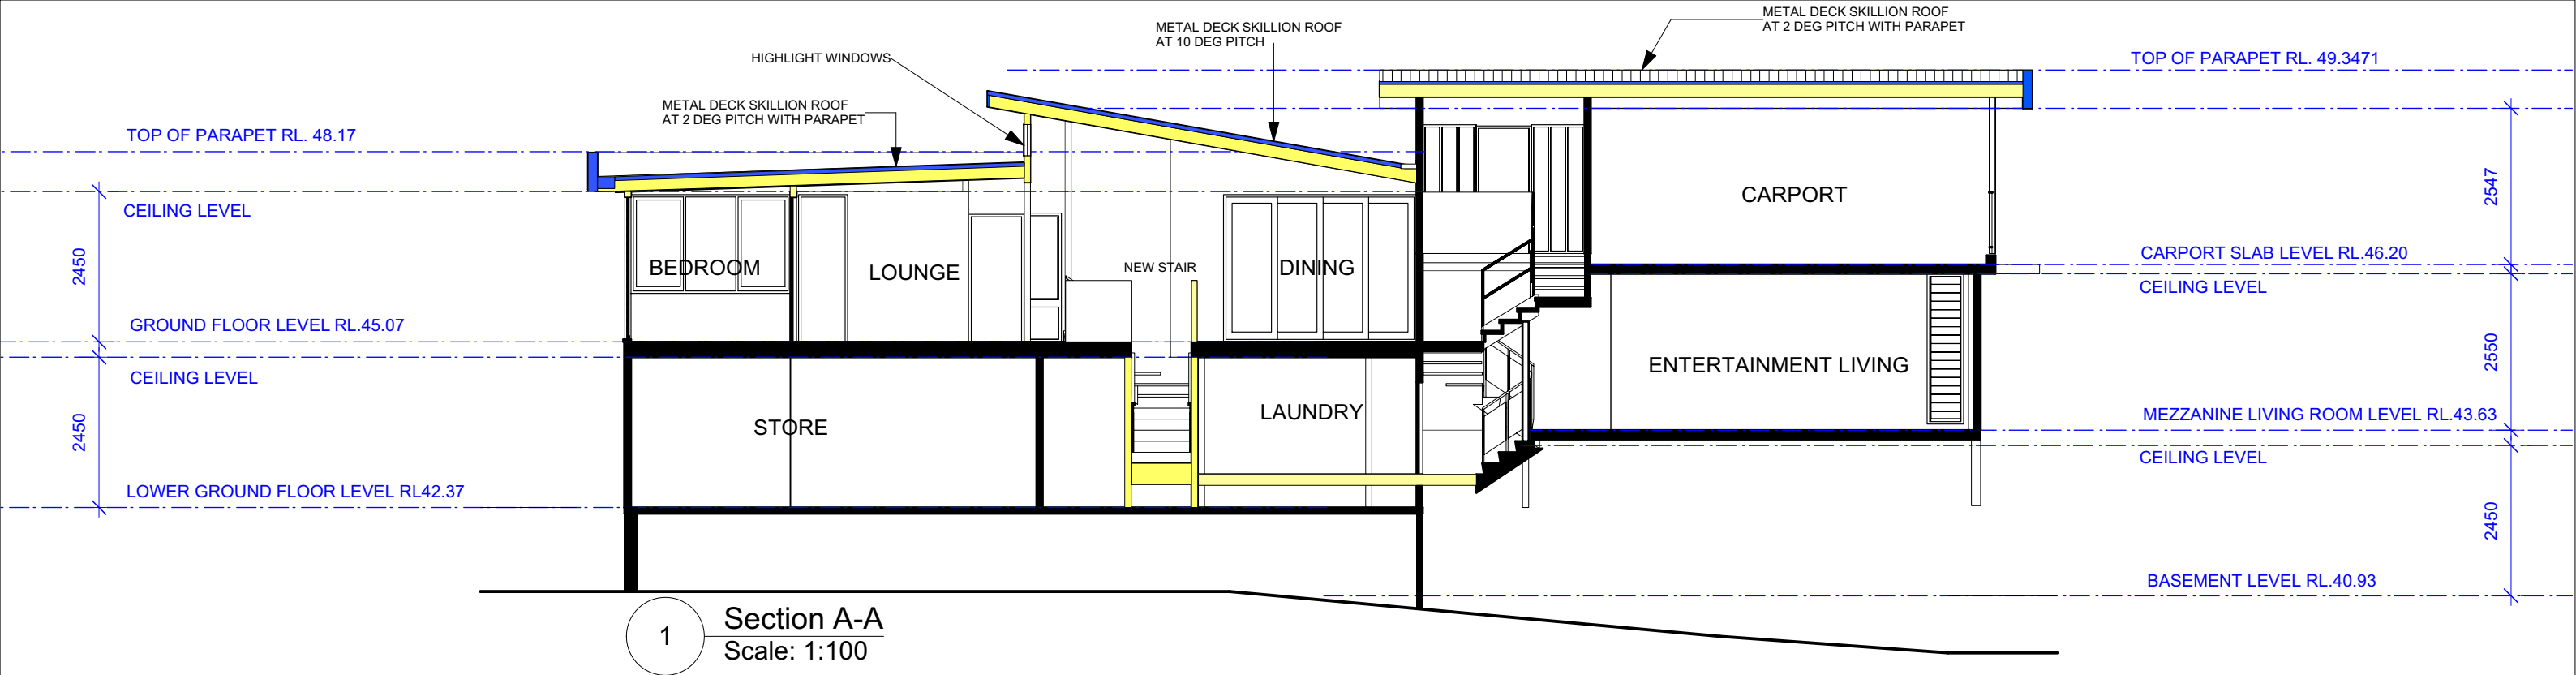 METAL DECK SKILLION ROOF
AT 2 DEG PITCH WITH PARAPET
METAL DECK SKILLION ROOF
AT 10 DEG PITCH
HIGHLIGHT WINDOWS
TOP OF PARAPET RL. 49.3471
METAL DECK SKILLION ROOF
AT 2 DEG PITCH WITH PARAPET
TOP OF PARAPET RL. 48.17
CEILING LEVEL
CARPORT
2547
2450
BEDROOM
LOUNGE
NEW STAIR
DINING
CARPORT SLAB LEVEL RL.46.20
CEILING LEVEL
GROUND FLOOR LEVEL RL.45.07
CEILING LEVEL
ENTERTAINMENT LIVING
2550
2450
STORE
LAUNDRY
MEZZANINE LIVING ROOM LEVEL RL.43.63
CEILING LEVEL
LOWER GROUND FLOOR LEVEL RL42.37
2450
BASEMENT LEVEL RL.40.93
1
Section A-A
Scale: 1:100